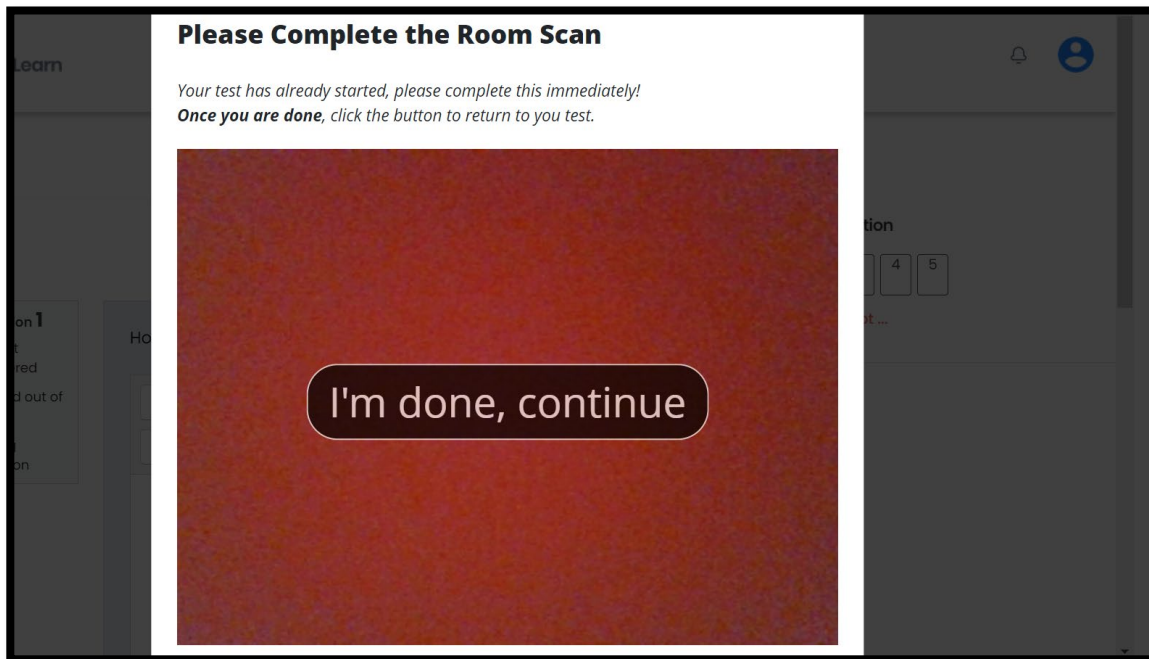 Please Complete the Room Scan
Learn
Your test has already started, please complete this immediately!
Once you are done, click the button to return to you test.
tion
4 5
on 1
t
red
d out of
on
Ho
I'm done, continue